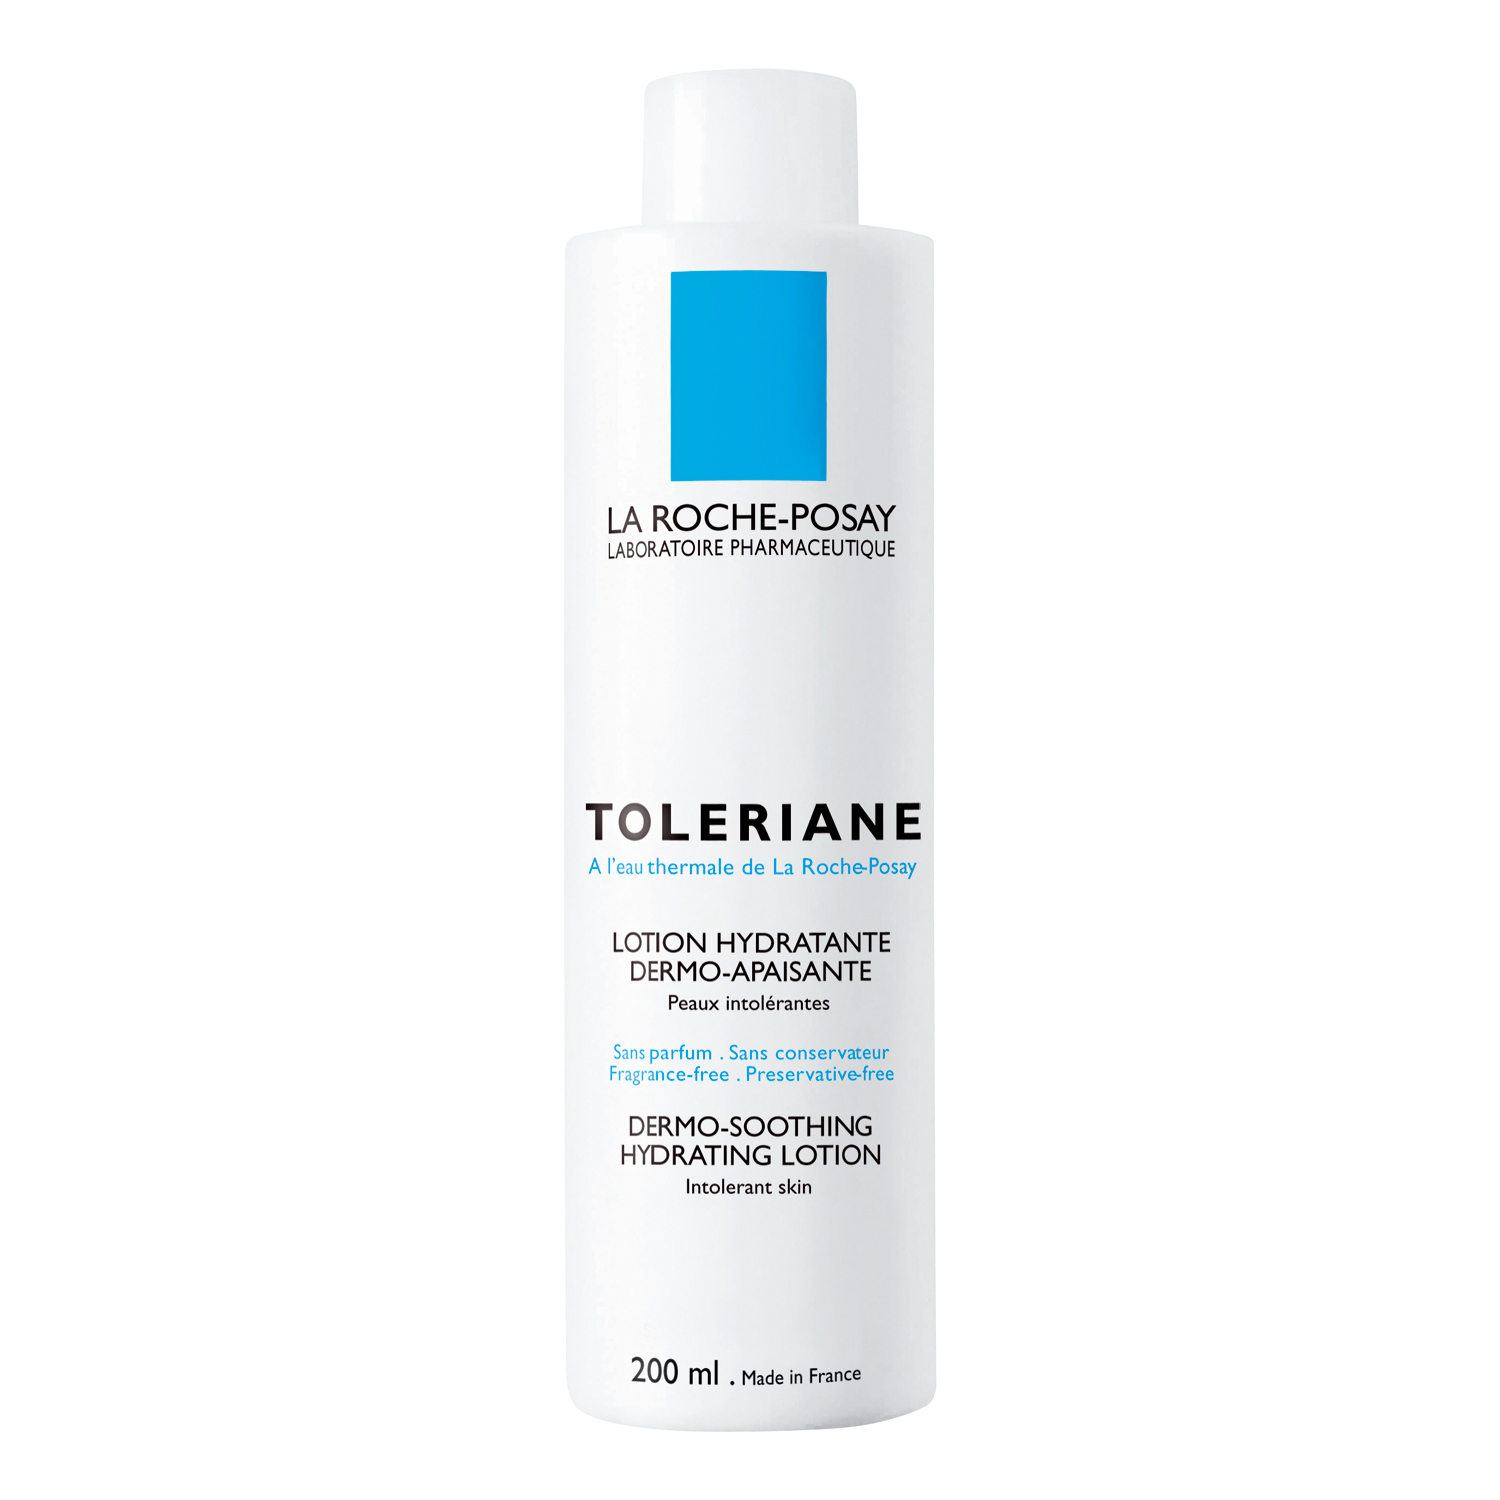 LA ROCHE-POSAY
LABORATOIRE PHARMACEUTIQUE
TOLERIANE
A l'eau thermale de La Roche-Posay
LOTION HYDRATANTE
DERMO-APAISANTE
Peaux intolérantes
Sans parfum . Sans conservateur
Fragrance-free . Preservative-free
DERMO-SOOTHING
HYDRATING LOTION
Intolerant skin
200 ml . Made in France